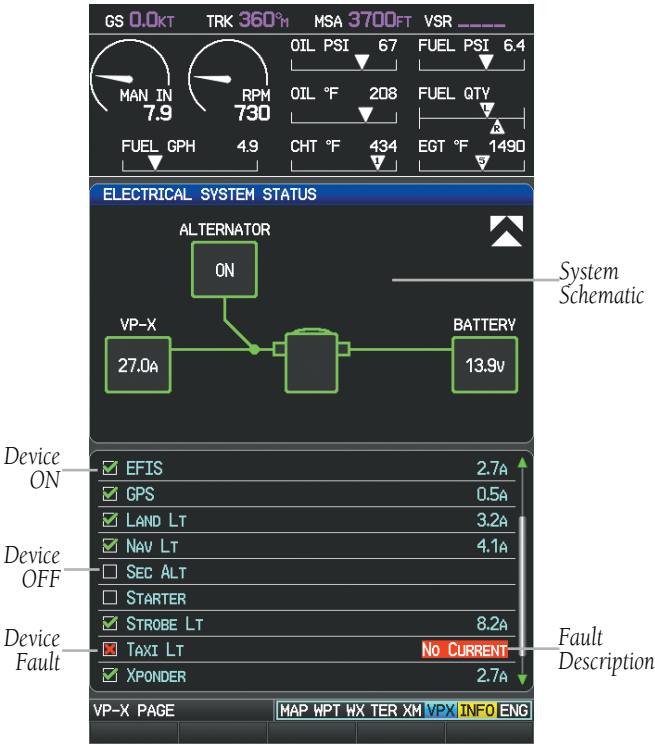 GS 0.0KT TRK 360°M MSA 3700FT VSR ____
OIL PSI 67 FUEL PSI 6.4
MAN IN 7.9
RPM 730
OIL °F 208 FUEL QTY
L
R
FUEL GPH 4.9 CHT °F 434 EGT °F 1490
1
5
ELECTRICAL SYSTEM STATUS
ALTERNATOR
ON
System
Schematic
VP-X
BATTERY
27.0A
13.9V
Device
ON
EFIS 2.7A
GPS 0.5A
LAND LT 3.2A
NAV LT 4.1A
Device
OFF
SEC ALT
STARTER
STROBE LT 8.2A
Device
Fault
TAXI LT NO CURRENT
Fault
Description
XPONDER 2.7A
VP-X PAGE MAP WPT WX TER XM VPX INFO ENG